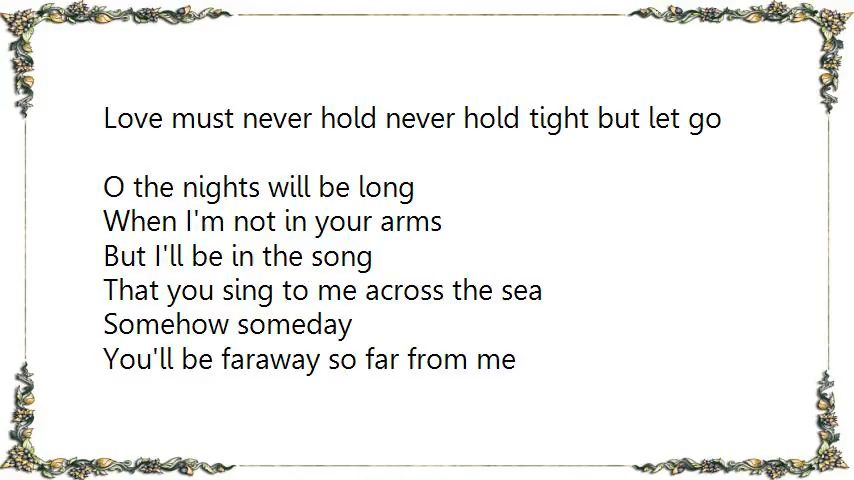 Love must never hold never hold tight but let go
O the nights will be long
When I'm not in your arms
But I'll be in the song
That you sing to me across the sea
Somehow someday
You'll be faraway so far from me